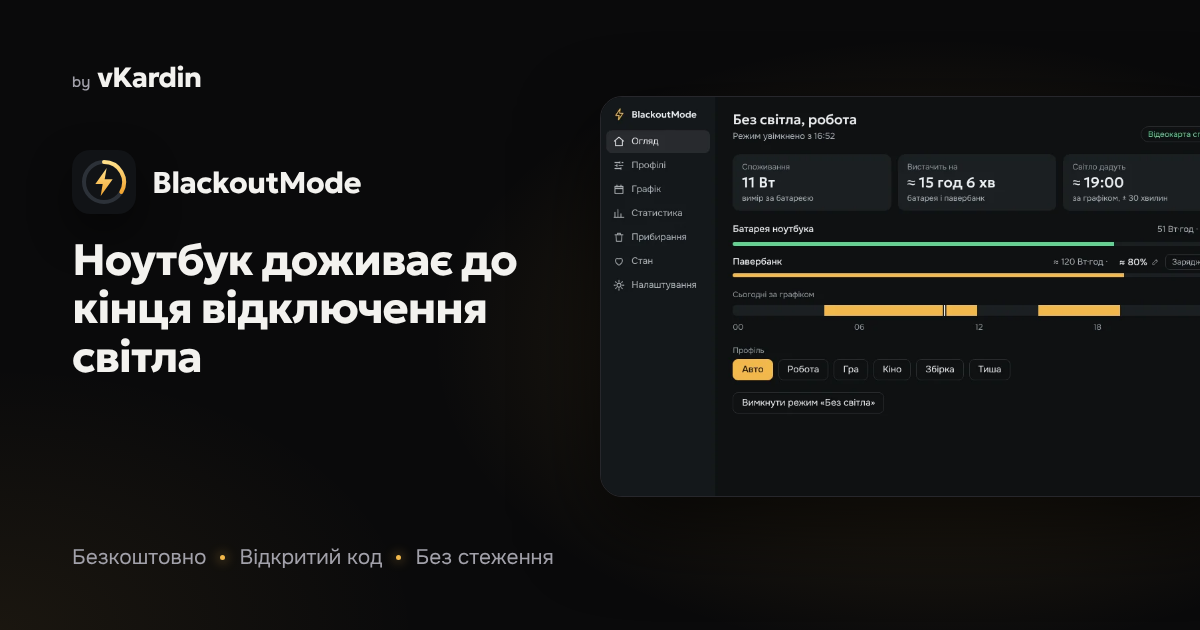 by vKardin
BlackoutMode
Ноутбук доживає до
кінця відключення
світла
Безкоштовно • Відкритий код • Без стеження
BlackoutMode
Огляд
Профілі
Графік
Статистика
Прибирання
Стан
Налаштування
Без світла, робота
Режим увімкнено з 16:52
Відеокарта
Споживання
11 Вт
вимір за батареєю
Вистачить на
≈ 15 год 6 хв
батарея і павербанк
Світло дадуть
≈ 19:00
за графіком, ± 30 хвилин
Батарея ноутбука
51 Вт·год ·
Павербанк
≈ 120 Вт·год · ≈ 80%
Сьогодні за графіком
00 06 12 18
Профіль
Авто Робота Гра Кіно Збірка Тиша
Вимкнути режим «Без світла»